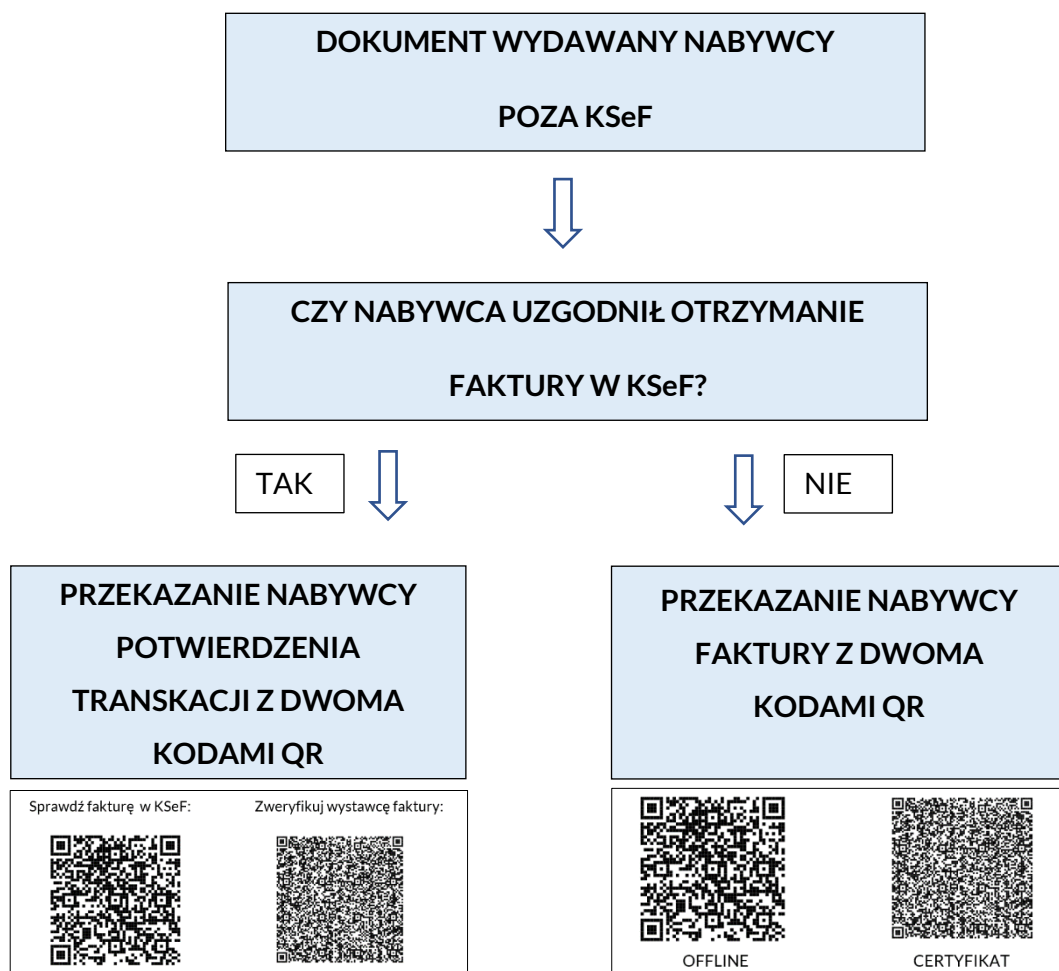 DOKUMENT WYDAWANY NABYWCY
POZA KSeF
CZY NABYWCA UZGODNIŁ OTRZYMANIE
FAKTURY W KSeF?
TAK
NIE
PRZEKAZANIE NABYWCY
POTWIERDZENIA
TRANSKACJI Z DWOMA
KODAMI QR
PRZEKAZANIE NABYWCY
FAKTURY Z DWOMA
KODAMI QR
Sprawdź fakturę w KSeF:
Zweryfikuj wystawcę faktury:
OFFLINE
CERTYFIKAT